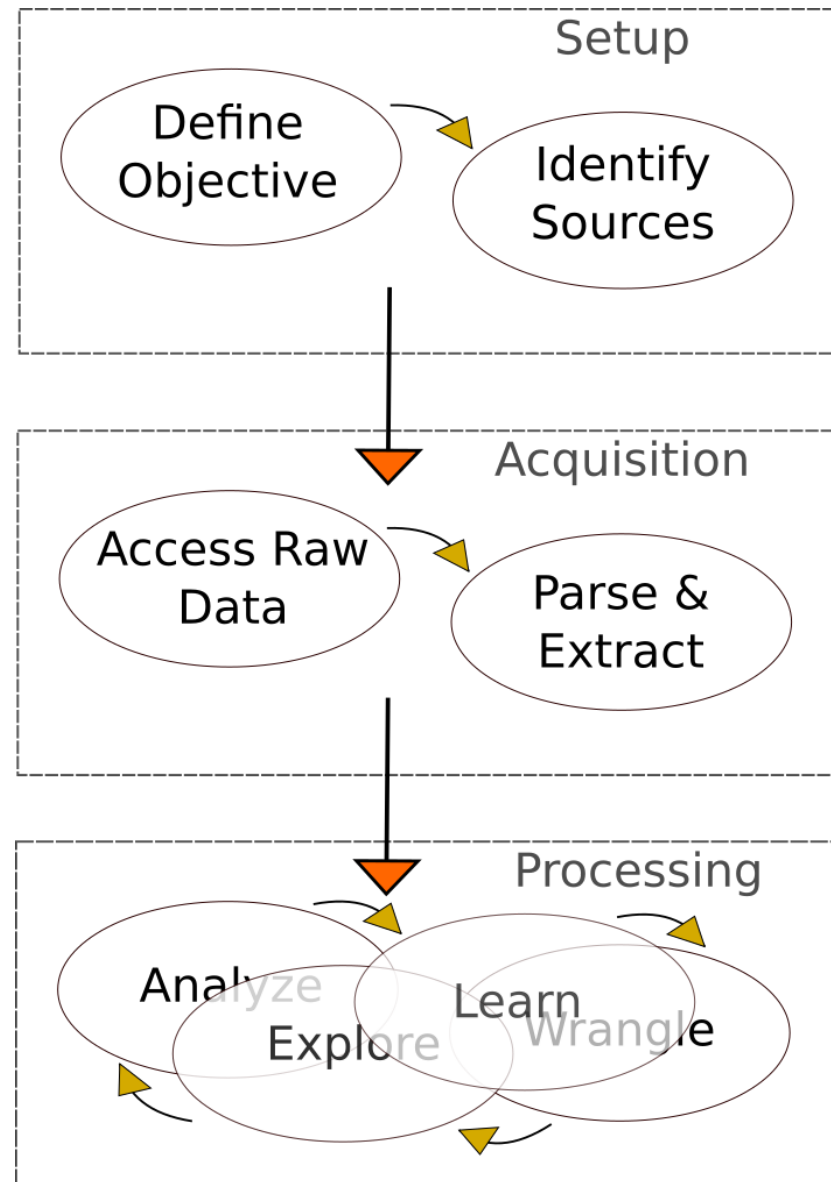 Setup
Define
Objective
Identify
Sources
Acquisition
Access Raw
Data
Parse &
Extract
Processing
Analyze
Learn
Wrangle
Explore